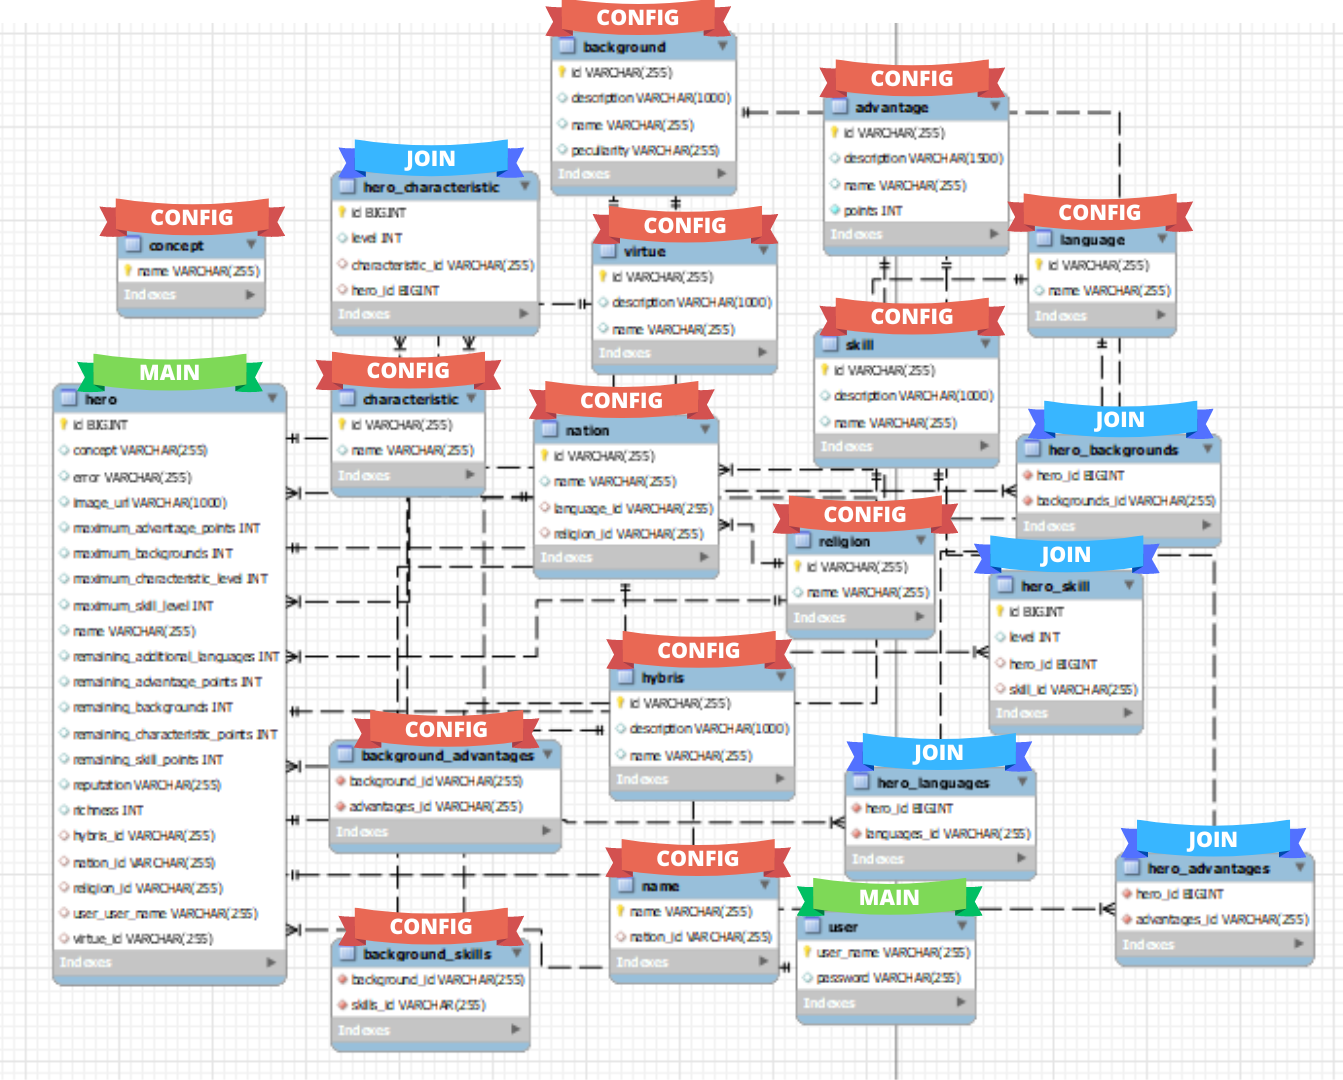 CONFIG
background
id VARCHAR(255)
description VARCHAR(1000)
name VARCHAR(255)
peculiarity VARCHAR(255)
Indexes
CONFIG
advantage
id VARCHAR(255)
description VARCHAR(1500)
name VARCHAR(255)
points INT
Indexes
JOIN
hero_characteristic
id BIGINT
level INT
characteristic_id VARCHAR(255)
hero_id BIGINT
Indexes
CONFIG
concept
name VARCHAR(255)
Indexes
CONFIG
virtue
id VARCHAR(255)
description VARCHAR(1000)
name VARCHAR(255)
Indexes
CONFIG
language
id VARCHAR(255)
name VARCHAR(255)
Indexes
CONFIG
skill
id VARCHAR(255)
description VARCHAR(1000)
name VARCHAR(255)
Indexes
MAIN
hero
id BIGINT
concept VARCHAR(255)
error VARCHAR(255)
image_url VARCHAR(1000)
maximum_advantage_points INT
maximum_backgrounds INT
maximum_characteristic_level INT
maximum_skill_level INT
name VARCHAR(255)
remaining_additional_languages INT
remaining_advantage_points INT
remaining_backgrounds INT
remaining_characteristic_points INT
remaining_skill_points INT
reputation VARCHAR(255)
richness INT
hybris_id VARCHAR(255)
nation_id VARCHAR(255)
religion_id VARCHAR(255)
user_user_name VARCHAR(255)
virtue_id VARCHAR(255)
Indexes
CONFIG
characteristic
id VARCHAR(255)
name VARCHAR(255)
Indexes
CONFIG
nation
id VARCHAR(255)
name VARCHAR(255)
language_id VARCHAR(255)
religion_id VARCHAR(255)
Indexes
JOIN
hero_backgrounds
hero_id BIGINT
backgrounds_id VARCHAR(255)
Indexes
CONFIG
religion
id VARCHAR(255)
name VARCHAR(255)
Indexes
JOIN
hero_skill
id BIGINT
level INT
hero_id BIGINT
skill_id VARCHAR(255)
Indexes
CONFIG
hybris
id VARCHAR(255)
description VARCHAR(1000)
name VARCHAR(255)
Indexes
CONFIG
background_advantages
background_id VARCHAR(255)
advantages_id VARCHAR(255)
Indexes
JOIN
hero_languages
hero_id BIGINT
languages_id VARCHAR(255)
Indexes
JOIN
hero_advantages
hero_id BIGINT
advantages_id VARCHAR(255)
Indexes
CONFIG
name
name VARCHAR(255)
nation_id VARCHAR(255)
Indexes
MAIN
user
user_name VARCHAR(255)
password VARCHAR(255)
Indexes
CONFIG
background_skills
background_id VARCHAR(255)
skills_id VARCHAR(255)
Indexes